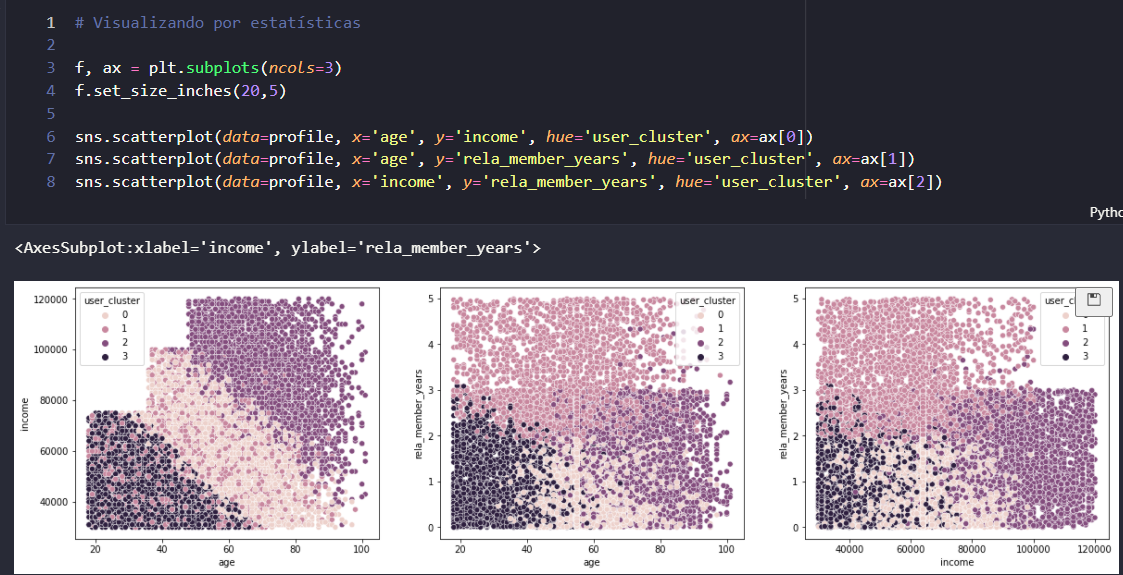 1 # Visualizando por estatísticas
2
3 f, ax = plt.subplots(ncols=3)
4 f.set_size_inches(20,5)
5
6 sns.scatterplot(data=profile, x='age', y='income', hue='user_cluster', ax=ax[0])
7 sns.scatterplot(data=profile, x='age', y='rela_member_years', hue='user_cluster', ax=ax[1])
8 sns.scatterplot(data=profile, x='income', y='rela_member_years', hue='user_cluster', ax=ax[2])
Pytho
<AxesSubplot:xlabel='income', ylabel='rela_member_years'>
120000
100000
80000
60000
40000
income
user_cluster
0
1
2
3
20 40 60 80 100
age
5
4
3
2
1
0
rela_member_years
user_cluster
0
1
2
3
20 40 60 80 100
age
5
4
3
2
1
0
rela_member_years
user_cl
1
2
3
40000 60000 80000 100000 120000
income